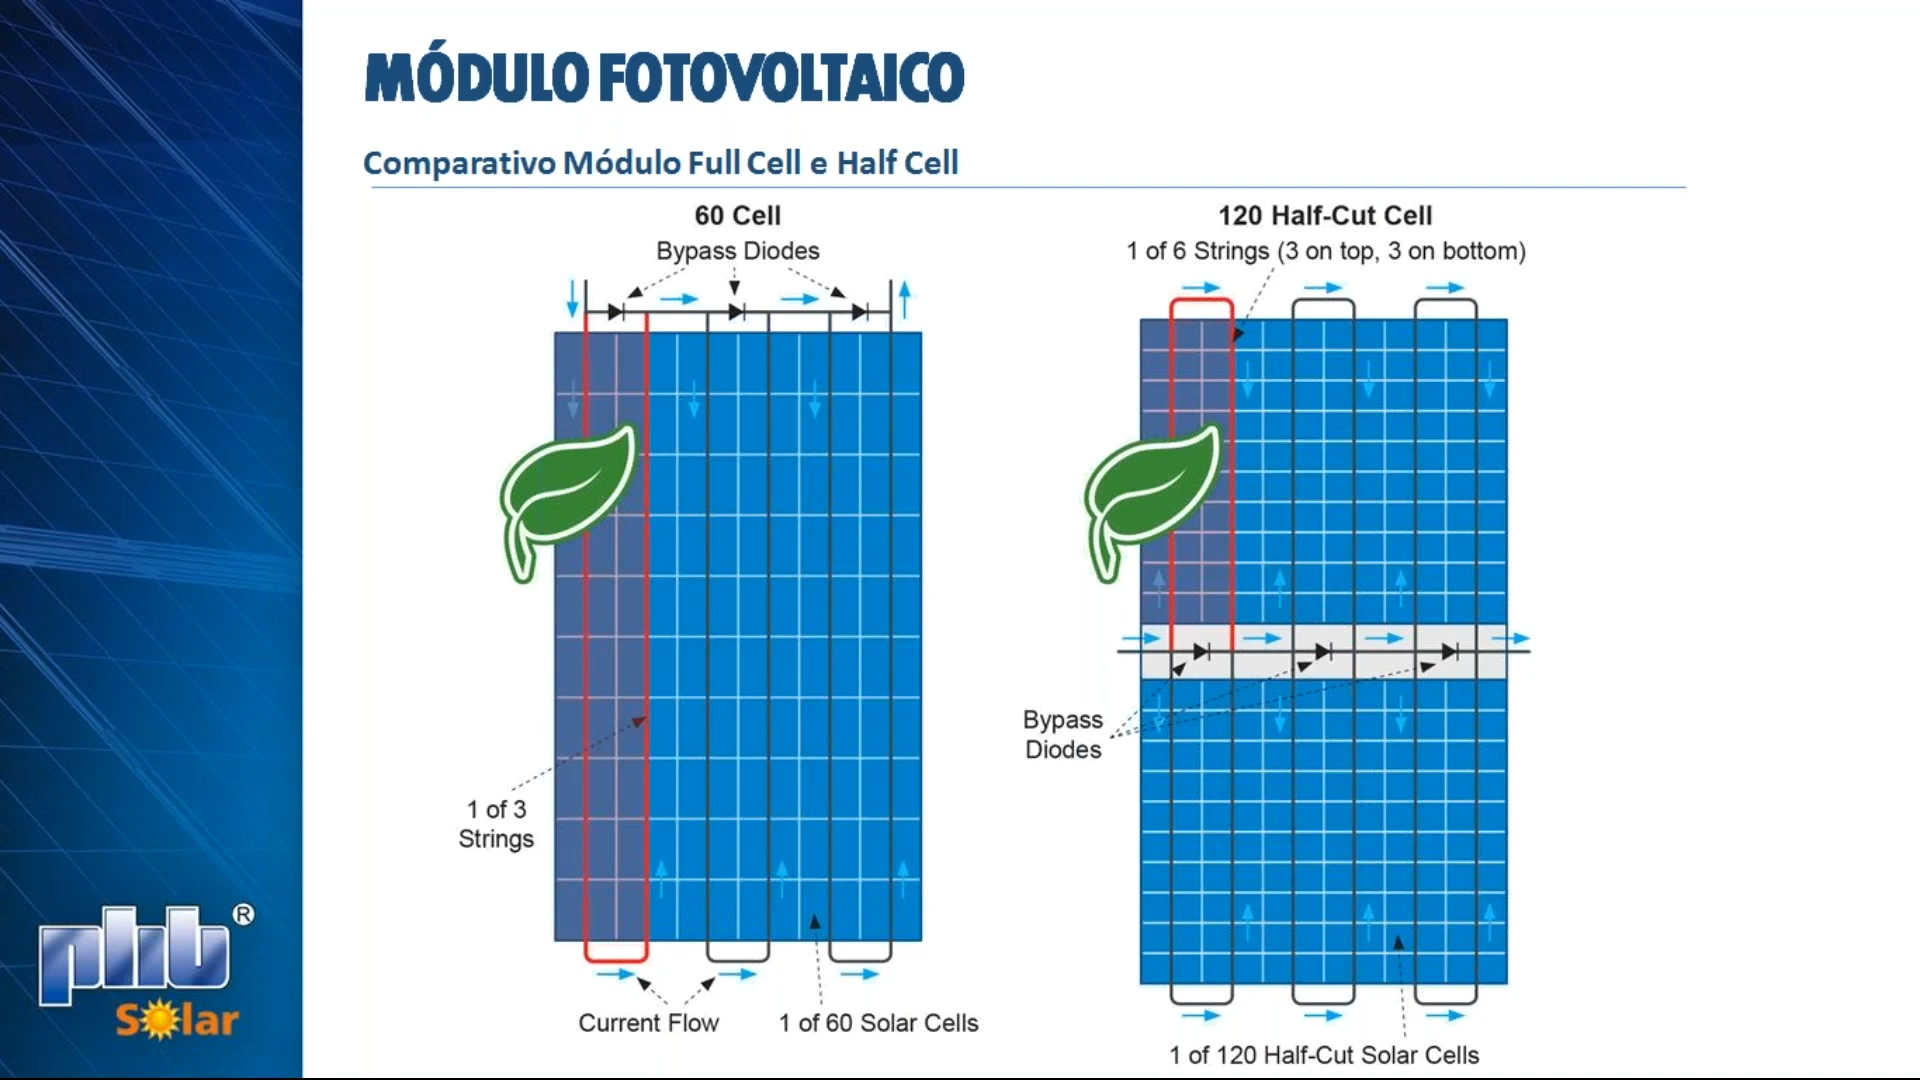 MÓDULO FOTOVOLTAICO
Comparativo Módulo Full Cell e Half Cell
60 Cell
Bypass Diodes
1 of 3
Strings
Current Flow
1 of 60 Solar Cells
120 Half-Cut Cell
1 of 6 Strings (3 on top, 3 on bottom)
Bypass
Diodes
1 of 120 Half-Cut Solar Cells
phb®
Solar